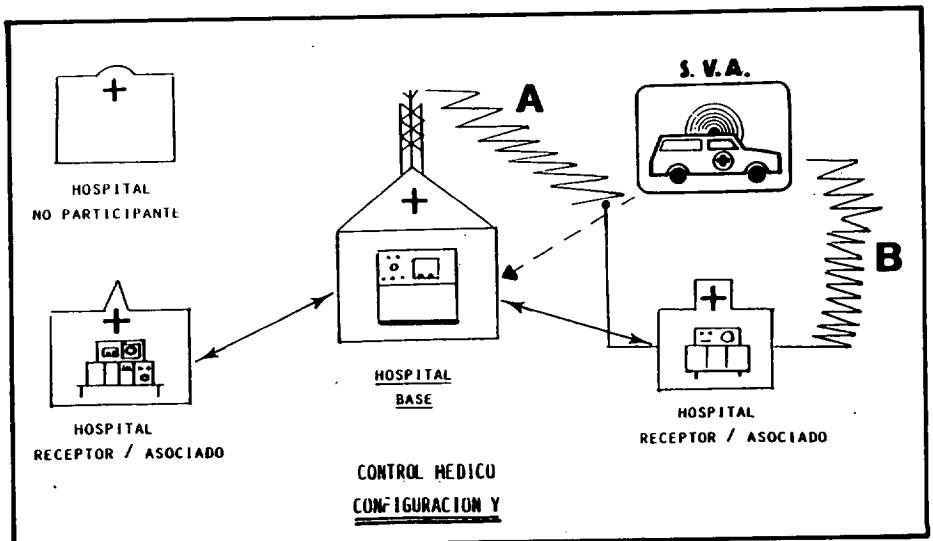 S.V.A.
A
HOSPITAL
NO PARTICIPANTE
B
HOSPITAL
BASE
HOSPITAL
RECEPTOR / ASOCIADO
HOSPITAL
RECEPTOR / ASOCIADO
CONTROL MEDICO
CONFIGURACION Y